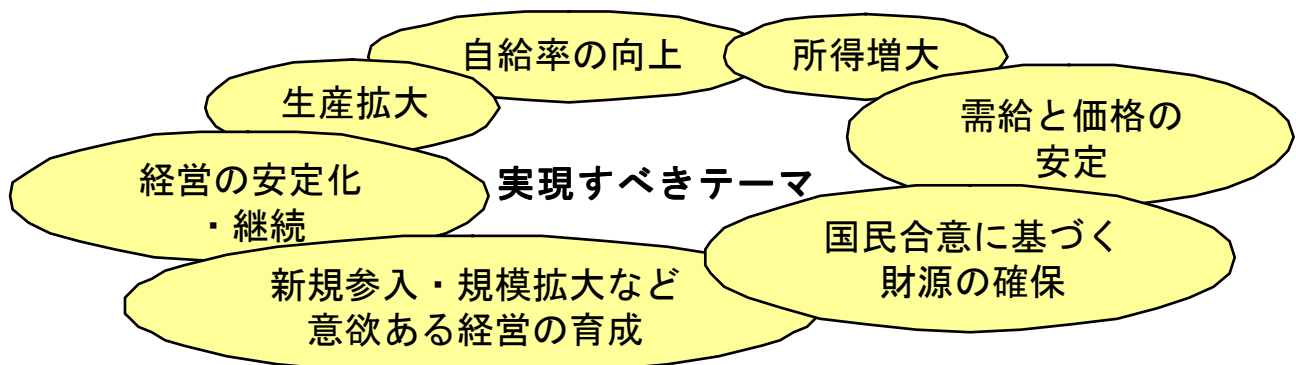 自給率の向上
所得増大
生産拡大
需給と価格の
安定
経営の安定化
・継続
実現すべきテーマ
国民合意に基づく
財源の確保
新規参入・規模拡大など
意欲ある経営の育成